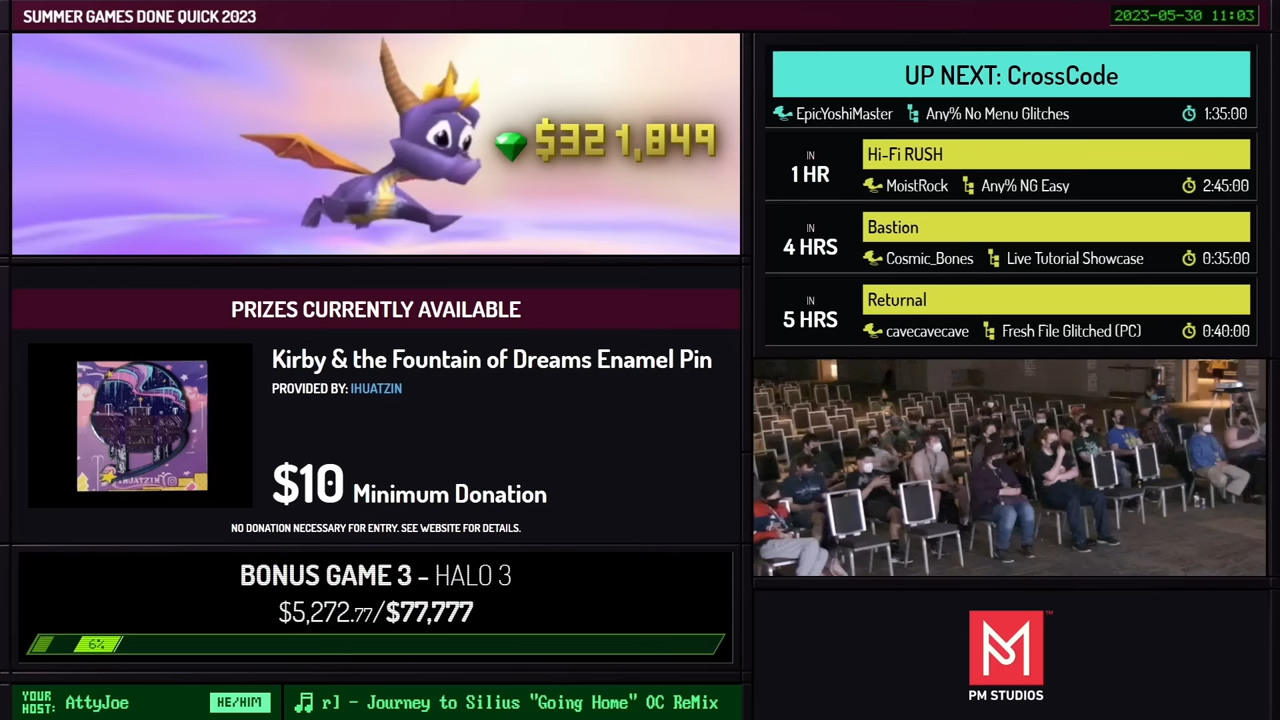 SUMMER GAMES DONE QUICK 2023
2023-05-30 11:03
$321,849
UP NEXT: CrossCode
EpicYoshiMaster Any% No Menu Glitches 1:35:00
IN 1 HR
Hi-Fi RUSH
MoistRock Any% NG Easy 2:45:00
IN 4 HRS
Bastion
Cosmic_Bones Live Tutorial Showcase 0:35:00
IN 5 HRS
Returnal
cavecavecave Fresh File Glitched (PC) 0:40:00
PRIZES CURRENTLY AVAILABLE
Kirby & the Fountain of Dreams Enamel Pin
PROVIDED BY: IHUATZIN
IHUATZIN
$10 Minimum Donation
NO DONATION NECESSARY FOR ENTRY. SEE WEBSITE FOR DETAILS.
BONUS GAME 3 - HALO 3
$5,272.77/$77,777
6%
YOUR HOST: AttyJoe HE/HIM
r] - Journey to Silius "Going Home" OC ReMix
PM STUDIOS
™